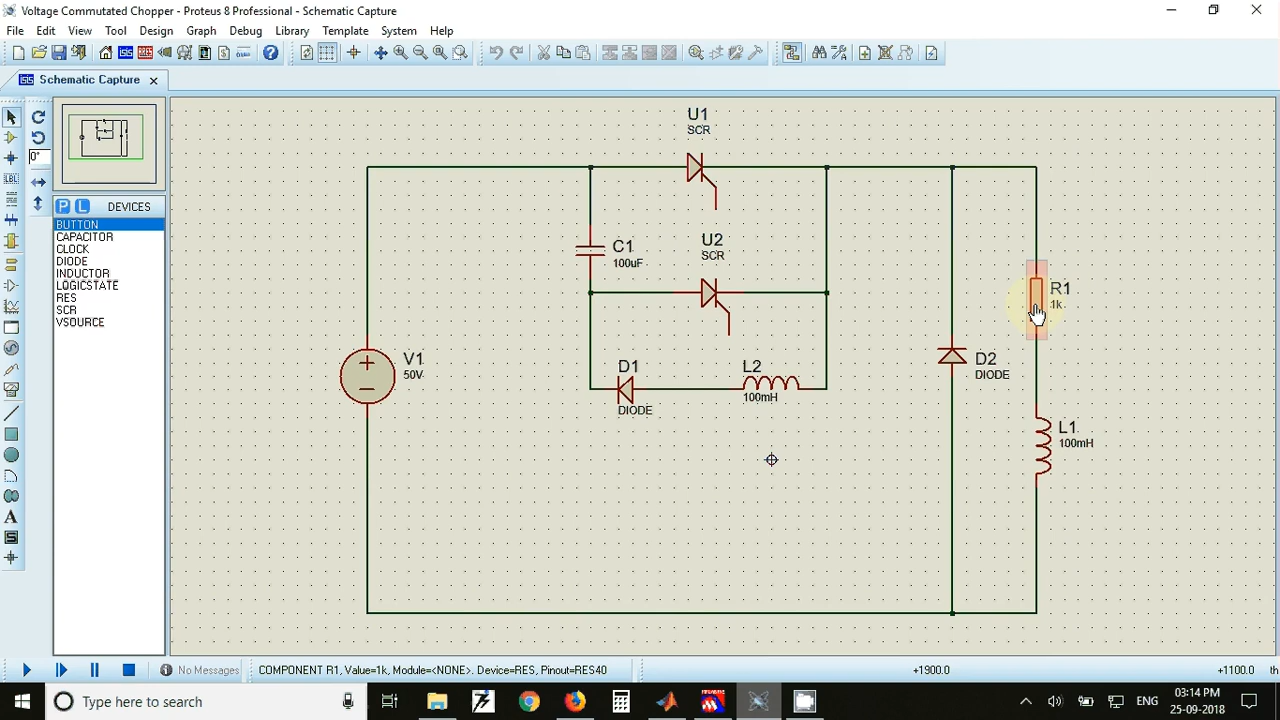 Voltage Commutated Chopper - Proteus 8 Professional - Schematic Capture
File Edit View Tool Design Graph Debug Library Template System Help
Schematic Capture
0°
LBL
P L DEVICES
BUTTON
CAPACITOR
CLOCK
DIODE
INDUCTOR
LOGICSTATE
RES
SCR
VSOURCE
A
U1
SCR
C1
100uF
U2
SCR
R1
1k
V1
50V
D1
DIODE
L2
100mH
D2
DIODE
L1
100mH
No Messages
COMPONENT R1, Value=1k, Module=<NONE>, Device=RES, Pinout=RES40
+1900.0
+1100.0
th
Type here to search
ENG
03:14 PM
25-09-2018